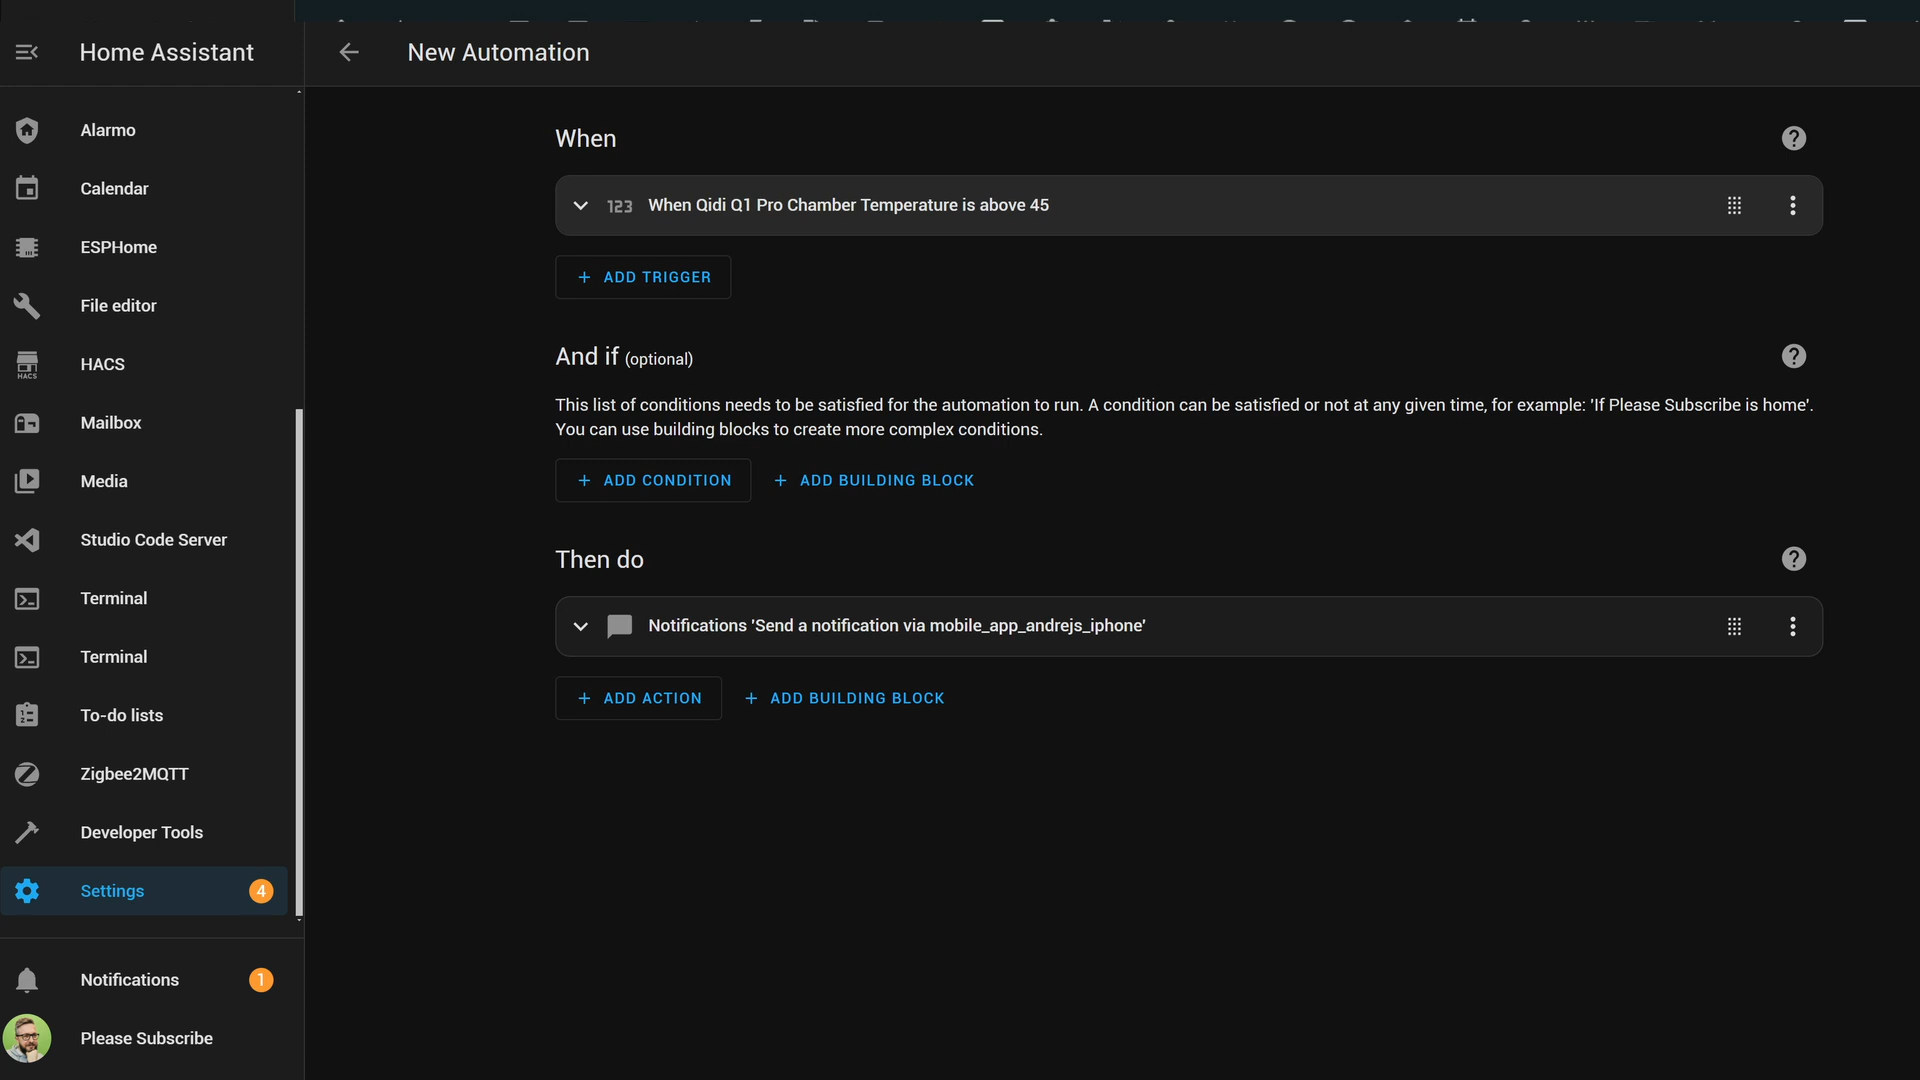 Home Assistant
New Automation
Alarmo
Calendar
ESPHome
File editor
HACS
HACS
Mailbox
Media
Studio Code Server
Terminal
Terminal
To-do lists
Zigbee2MQTT
Developer Tools
Settings
4
Notifications
1
Please Subscribe
When
123 When Qidi Q1 Pro Chamber Temperature is above 45
+ ADD TRIGGER
And if (optional)
This list of conditions needs to be satisfied for the automation to run. A condition can be satisfied or not at any given time, for example: 'If Please Subscribe is home'.
You can use building blocks to create more complex conditions.
+ ADD CONDITION + ADD BUILDING BLOCK
Then do
Notifications 'Send a notification via mobile_app_andrejs_iphone'
+ ADD ACTION + ADD BUILDING BLOCK